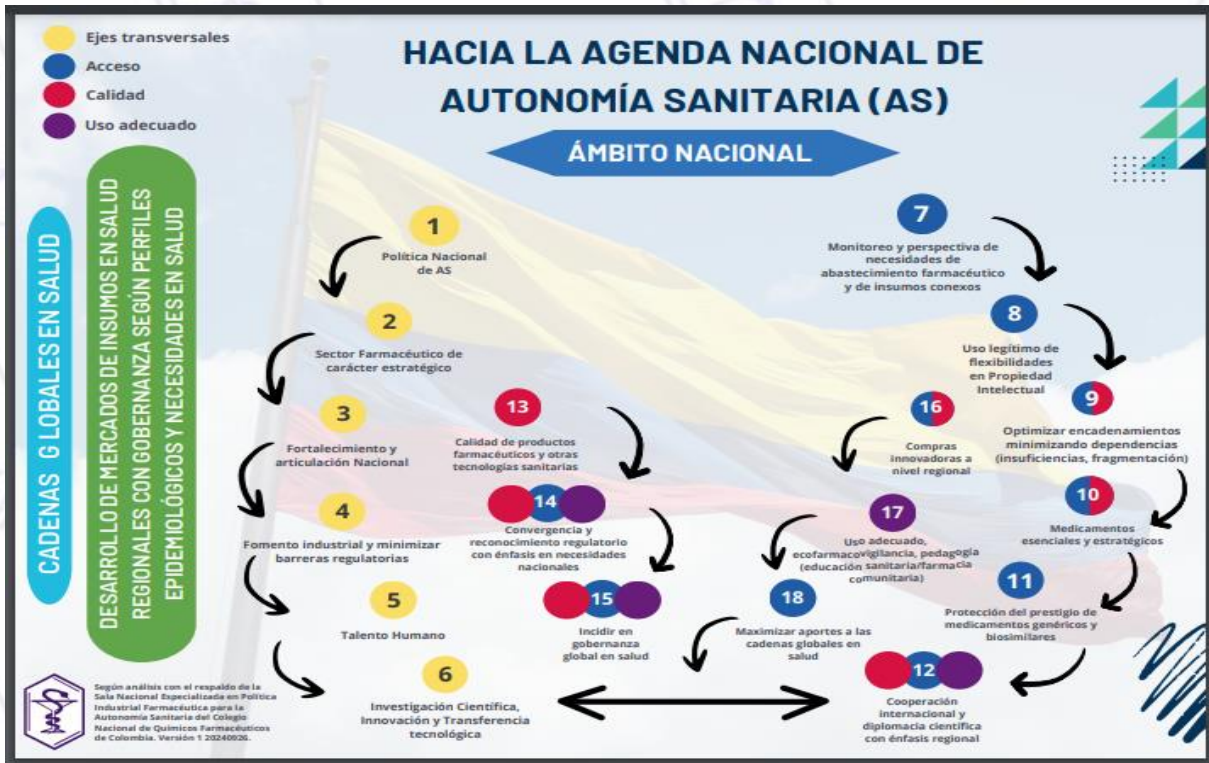 Ejes transversales
Acceso
Calidad
Uso adecuado
HACIA LA AGENDA NACIONAL DE
AUTONOMÍA SANITARIA (AS)
ÁMBITO NACIONAL
CADENAS G LOBALES EN SALUD
DESARROLLO DE MERCADOS DE INSUMOS EN SALUD
REGIONALES CON GOBERNANZA SEGÚN PERFILES
EPIDEMOLÓGICOS Y NECESIDADES EN SALUD
1
Política Nacional
de AS
2
Sector Farmacéutico de
carácter estratégico
3
Fortalecimiento y
articulación Nacional
4
Fomento industrial y minimizar
barreras regulatorias
5
Talento Humano
6
Investigación Científica,
Innovación y Transferencia
tecnológica
7
Monitoreo y perspectiva de
necesidades de
abastecimiento farmacéutico
y de insumos conexos
8
Uso legítimo de
flexibilidades
en Propiedad
Intelectual
9
Optimizar encadenamientos
minimizando dependencias
(insuficiencias, fragmentación)
10
Medicamentos
esenciales y estratégicos
11
Protección del prestigio de
medicamentos genéricos y
biosimilares
12
Cooperación
internacional y
diplomacia científica
con énfasis regional
13
Calidad de productos
farmacéuticos y otras
tecnologías sanitarias
14
Convergencia y
reconocimiento regulatorio
con énfasis en necesidades
nacionales
15
Incidir en
gobernanza
global en salud
16
Compras
innovadoras a
nivel regional
17
Uso adecuado,
ecofarmacovigilancia, pedagogía
(educación sanitaria/farmacia
comunitaria)
18
Maximizar aportes a las
cadenas globales en
salud
Según análisis con el respaldo de la
Sala Nacional Especializada en Política
Industrial Farmacéutica para la
Autonomía Sanitaria del Colegio
Nacional de Químicos Farmacéuticos
de Colombia. Versión 1 20240926.